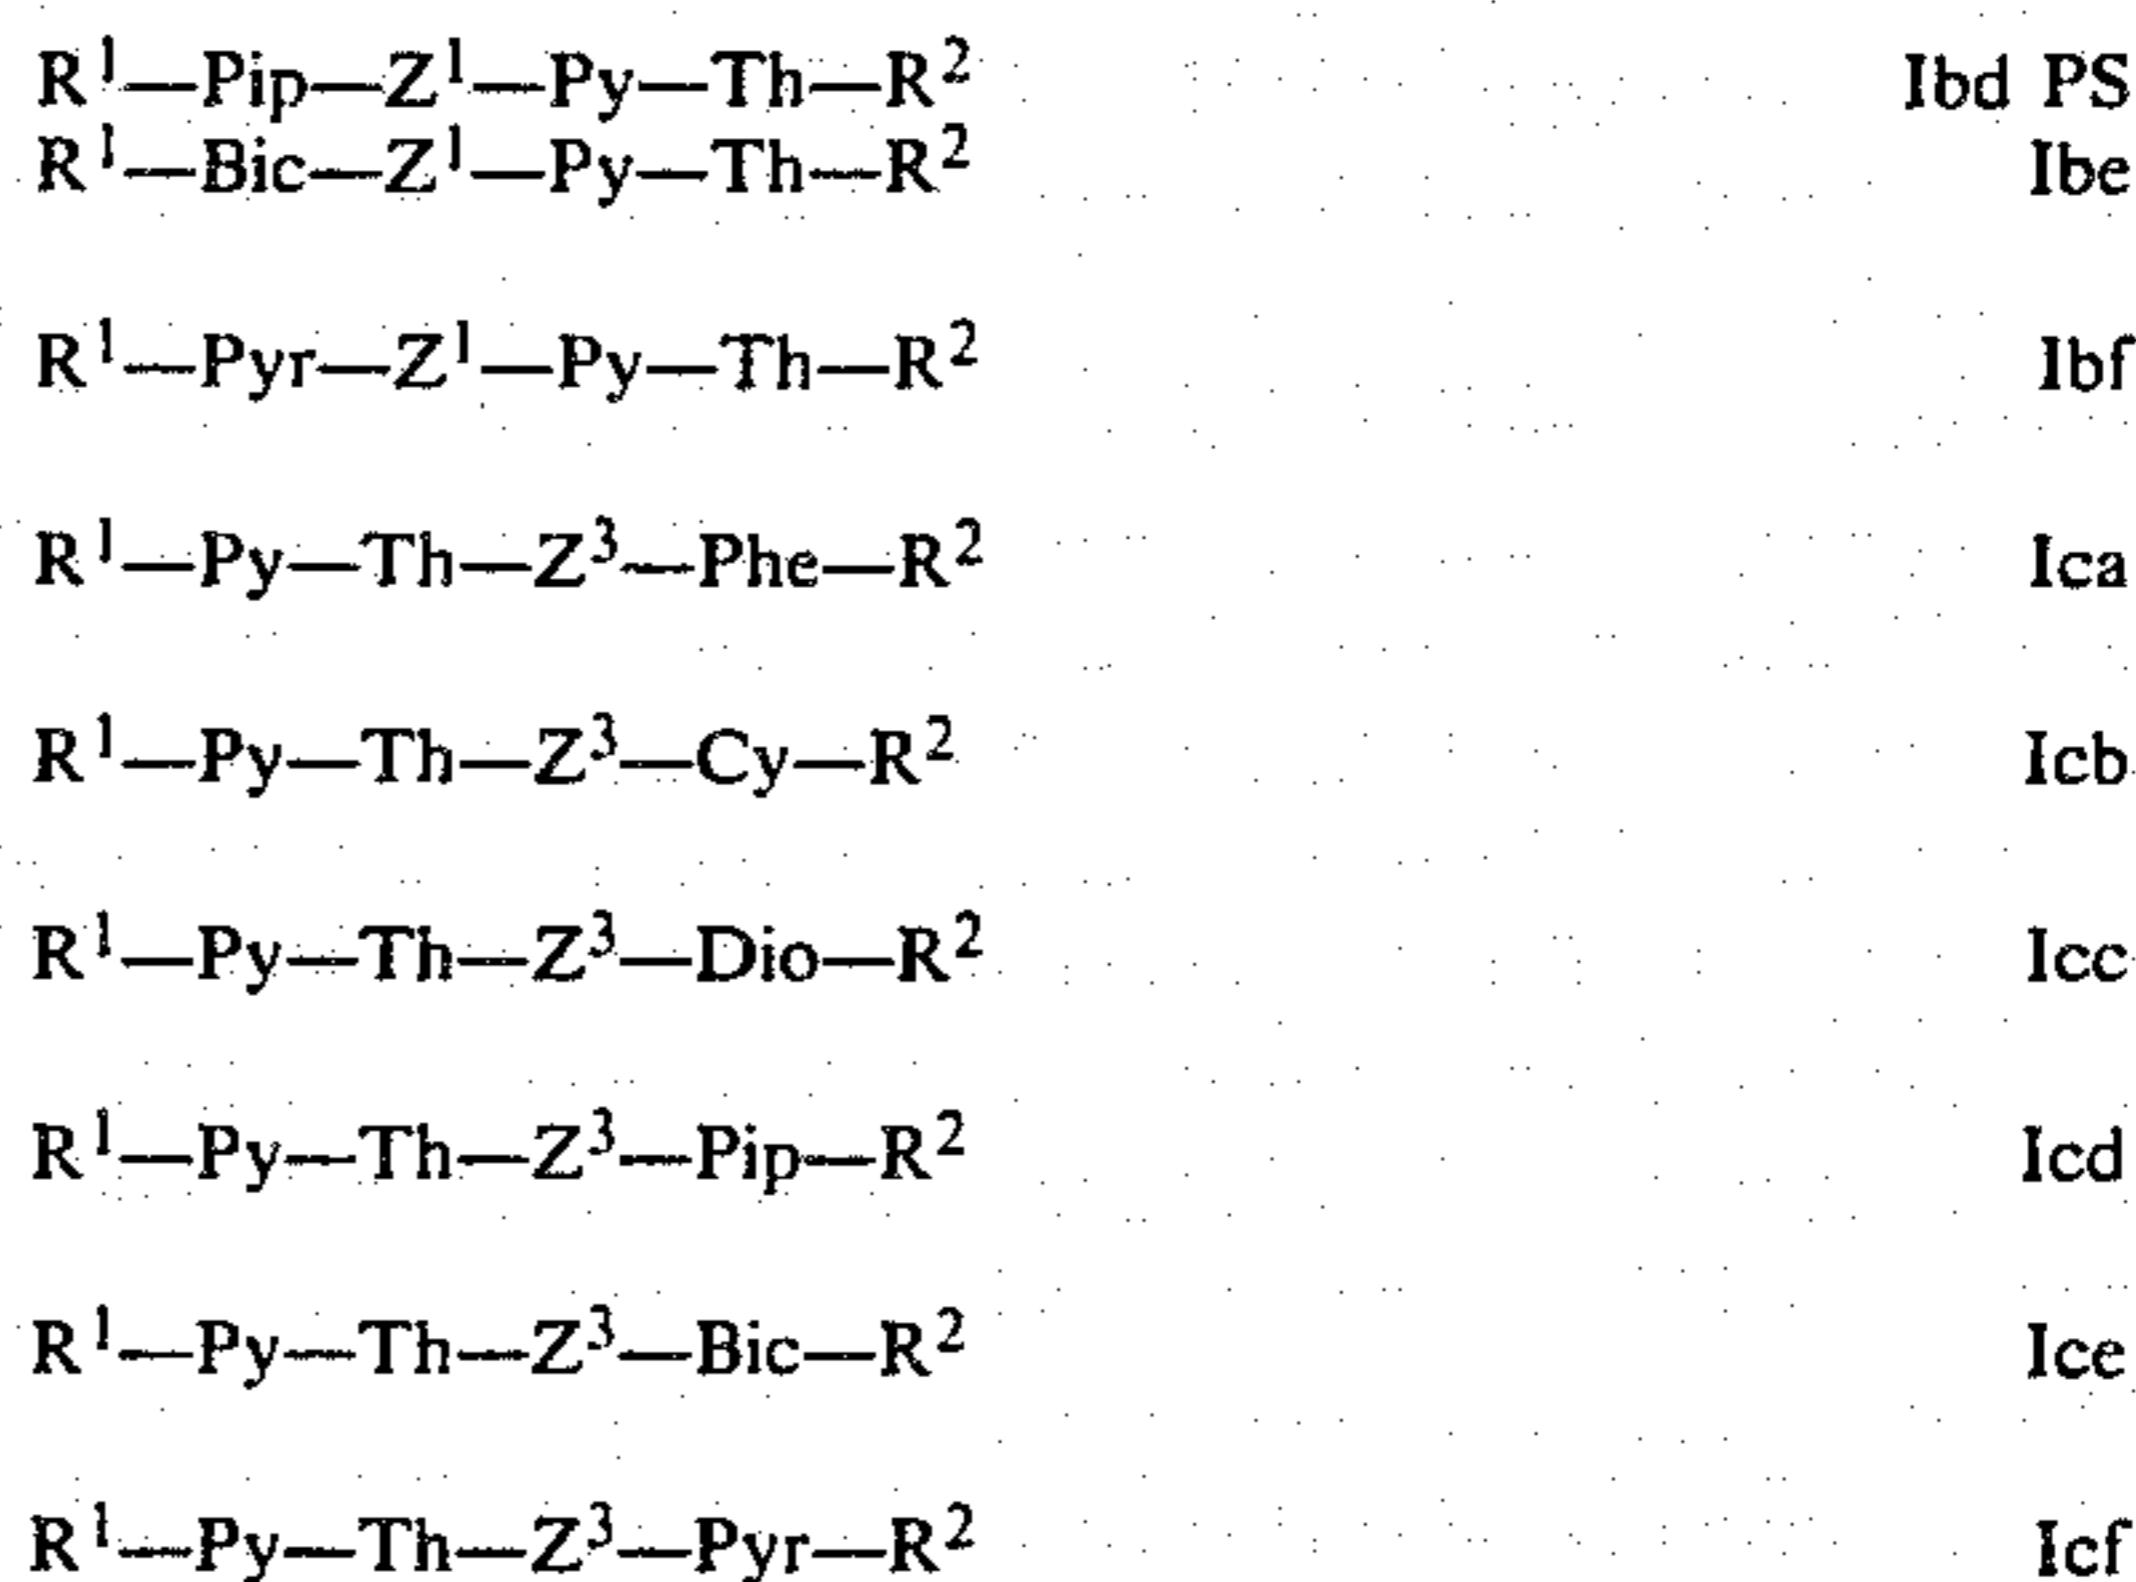 R¹—Pip—Z¹—Py—Th—R² Ibd PS
R¹—Bic—Z¹—Py—Th—R² Ibe
R¹—Pyr—Z¹—Py—Th—R² Ibf
R¹—Py—Th—Z³—Phe—R² Ica
R¹—Py—Th—Z³—Cy—R² Icb
R¹—Py—Th—Z³—Dio—R² Icc
R¹—Py—Th—Z³—Pip—R² Icd
R¹—Py—Th—Z³—Bic—R² Ice
R¹—Py—Th—Z³—Pyr—R² Icf